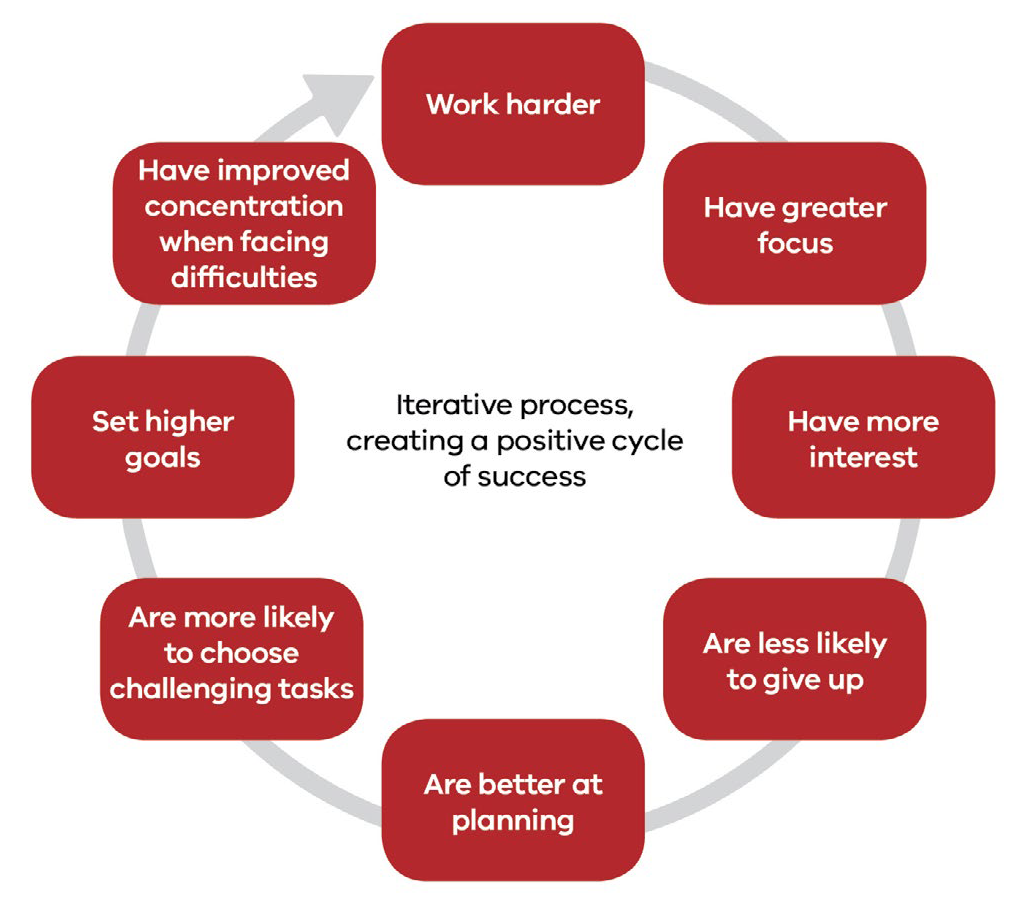 Work harder
Have greater
focus
Have more
interest
Are less likely
to give up
Are better at
planning
Are more likely
to choose
challenging tasks
Set higher
goals
Have improved
concentration
when facing
difficulties
Iterative process,
creating a positive cycle
of success